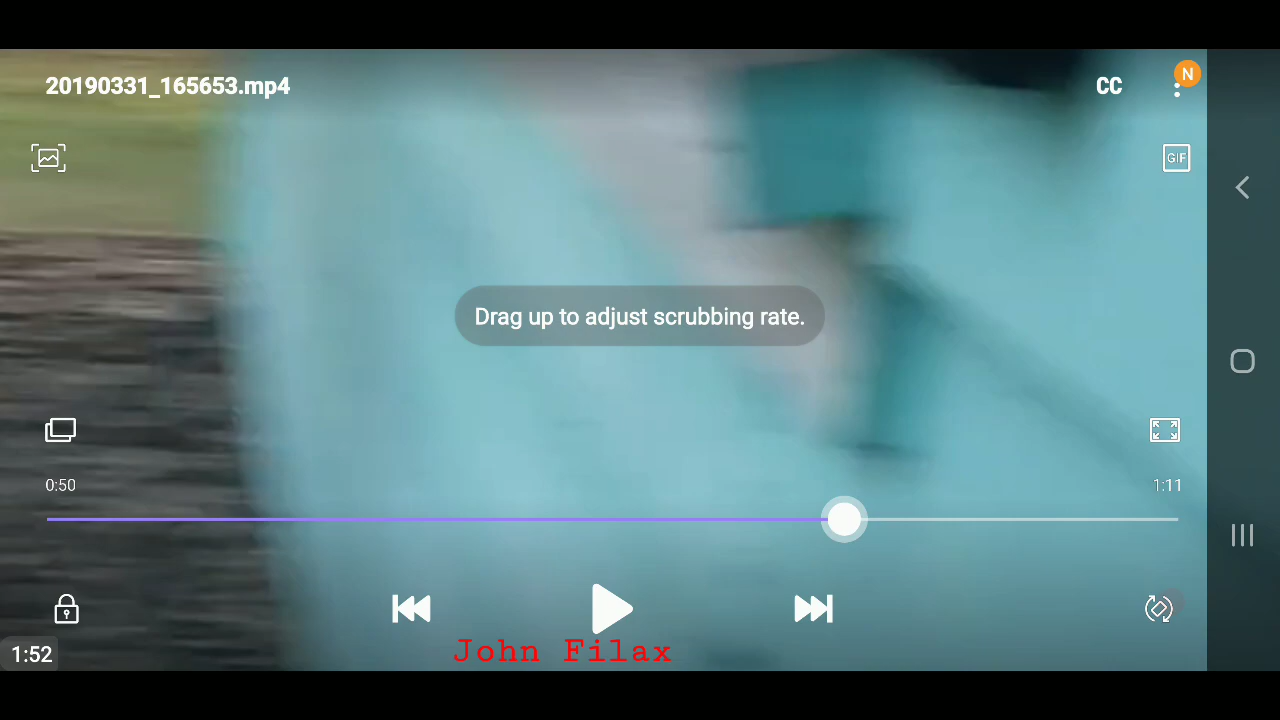 20190331_165653.mp4
CC
N
GIF
Drag up to adjust scrubbing rate.
0:50
1:11
1:52
John Filax